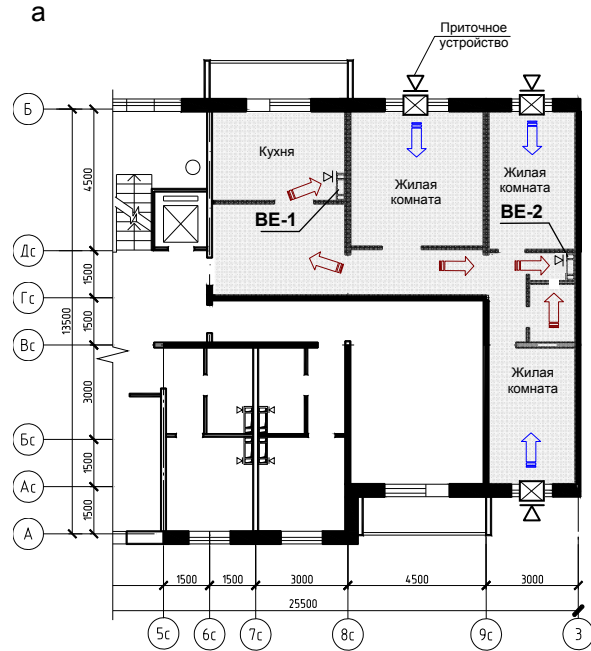 а
Приточное
устройство
Б
Кухня
Жилая
комната
Жилая
комната
ВЕ-1
ВЕ-2
4500
Дс
1500
Гс
13500
1500
Вс
Жилая
комната
3000
Бс
1500
Ас
1500
А
1500
1500
3000
4500
3000
25500
5с
6с
7с
8с
9с
3